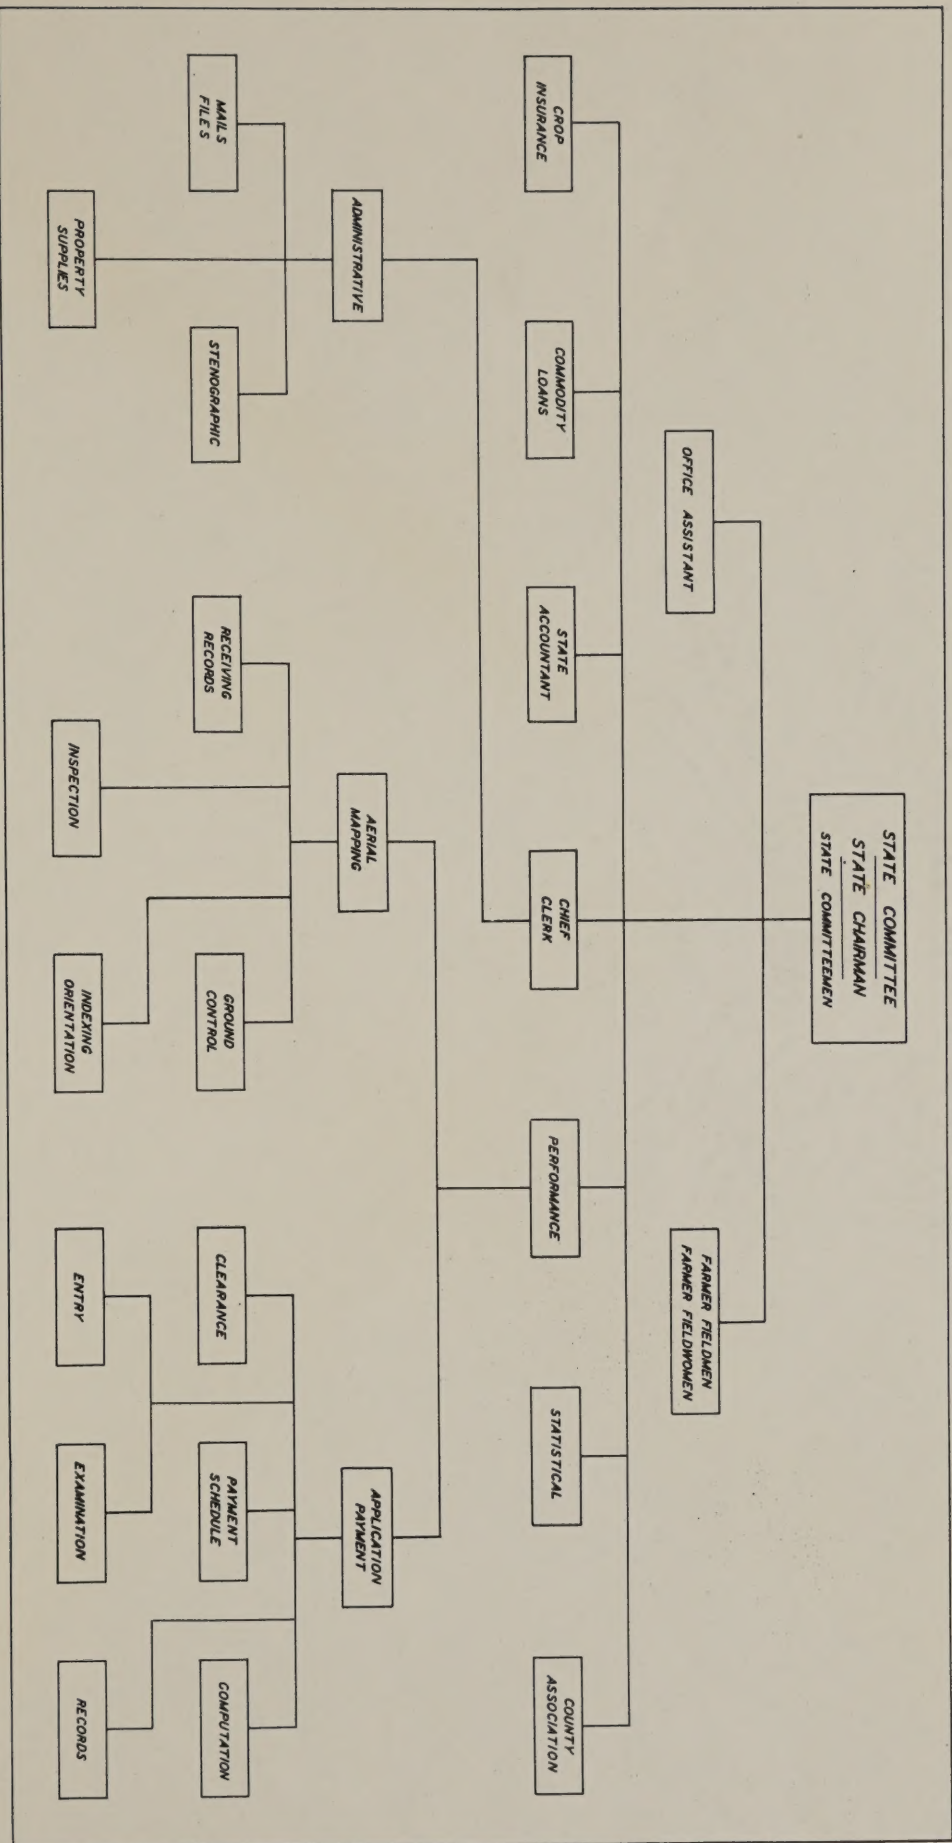 STATE COMMITTEE
STATE CHAIRMAN
STATE COMMITTEEMEN
OFFICE ASSISTANT
FARMER FIELDMEN
FARMER FIELDWOMEN
CROP
INSURANCE
COMMODITY
LOANS
STATE
ACCOUNTANT
CHIEF
CLERK
PERFORMANCE
STATISTICAL
COUNTY
ASSOCIATION
ADMINISTRATIVE
AERIAL
MAPPING
APPLICATION
PAYMENT
MAILS
FILES
STENOGRAPHIC
RECEIVING
RECORDS
GROUND
CONTROL
CLEARANCE
PAYMENT
SCHEDULE
COMPUTATION
PROPERTY
SUPPLIES
INSPECTION
INDEXING
ORIENTATION
ENTRY
EXAMINATION
RECORDS